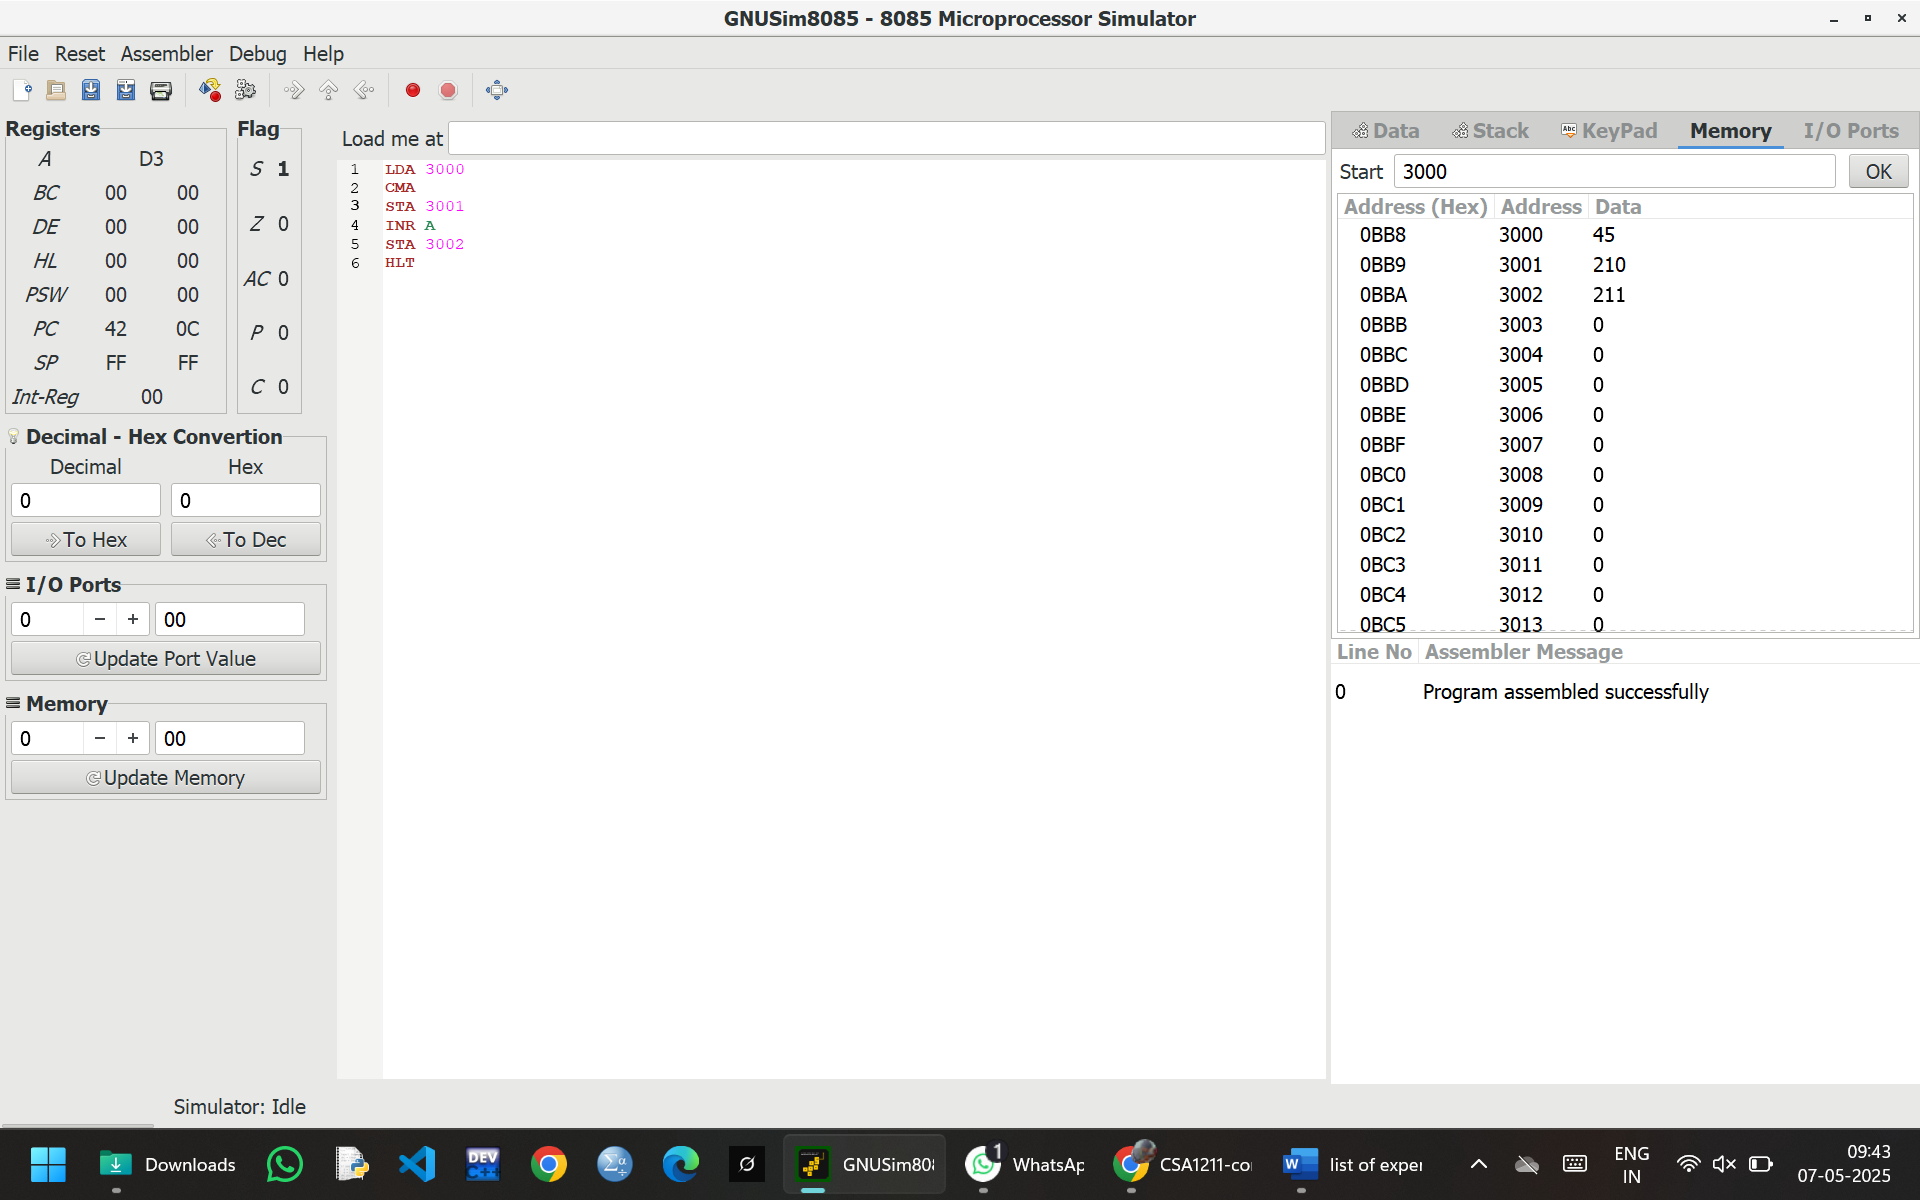 GNUSim8085 - 8085 Microprocessor Simulator
File Reset Assembler Debug Help
Registers
A D3
BC 00 00
DE 00 00
HL 00 00
PSW 00 00
PC 42 0C
SP FF FF
Int-Reg 00
Flag
S 1
Z 0
AC 0
P 0
C 0
Decimal - Hex Convertion
Decimal Hex
0 0
To Hex To Dec
I/O Ports
0 − + 00
Update Port Value
Memory
0 − + 00
Update Memory
Load me at
1 LDA 3000
2 CMA
3 STA 3001
4 INR A
5 STA 3002
6 HLT
Data Stack Abc KeyPad Memory I/O Ports
Start 3000 OK
Address (Hex) Address Data
0BB8 3000 45
0BB9 3001 210
0BBA 3002 211
0BBB 3003 0
0BBC 3004 0
0BBD 3005 0
0BBE 3006 0
0BBF 3007 0
0BC0 3008 0
0BC1 3009 0
0BC2 3010 0
0BC3 3011 0
0BC4 3012 0
0BC5 3013 0
Line No Assembler Message
0 Program assembled successfully
Simulator: Idle
Downloads DEV C++ GNUSim808 1 WhatsAp CSA1211-co list of exper ENG IN 09:43
07-05-2025